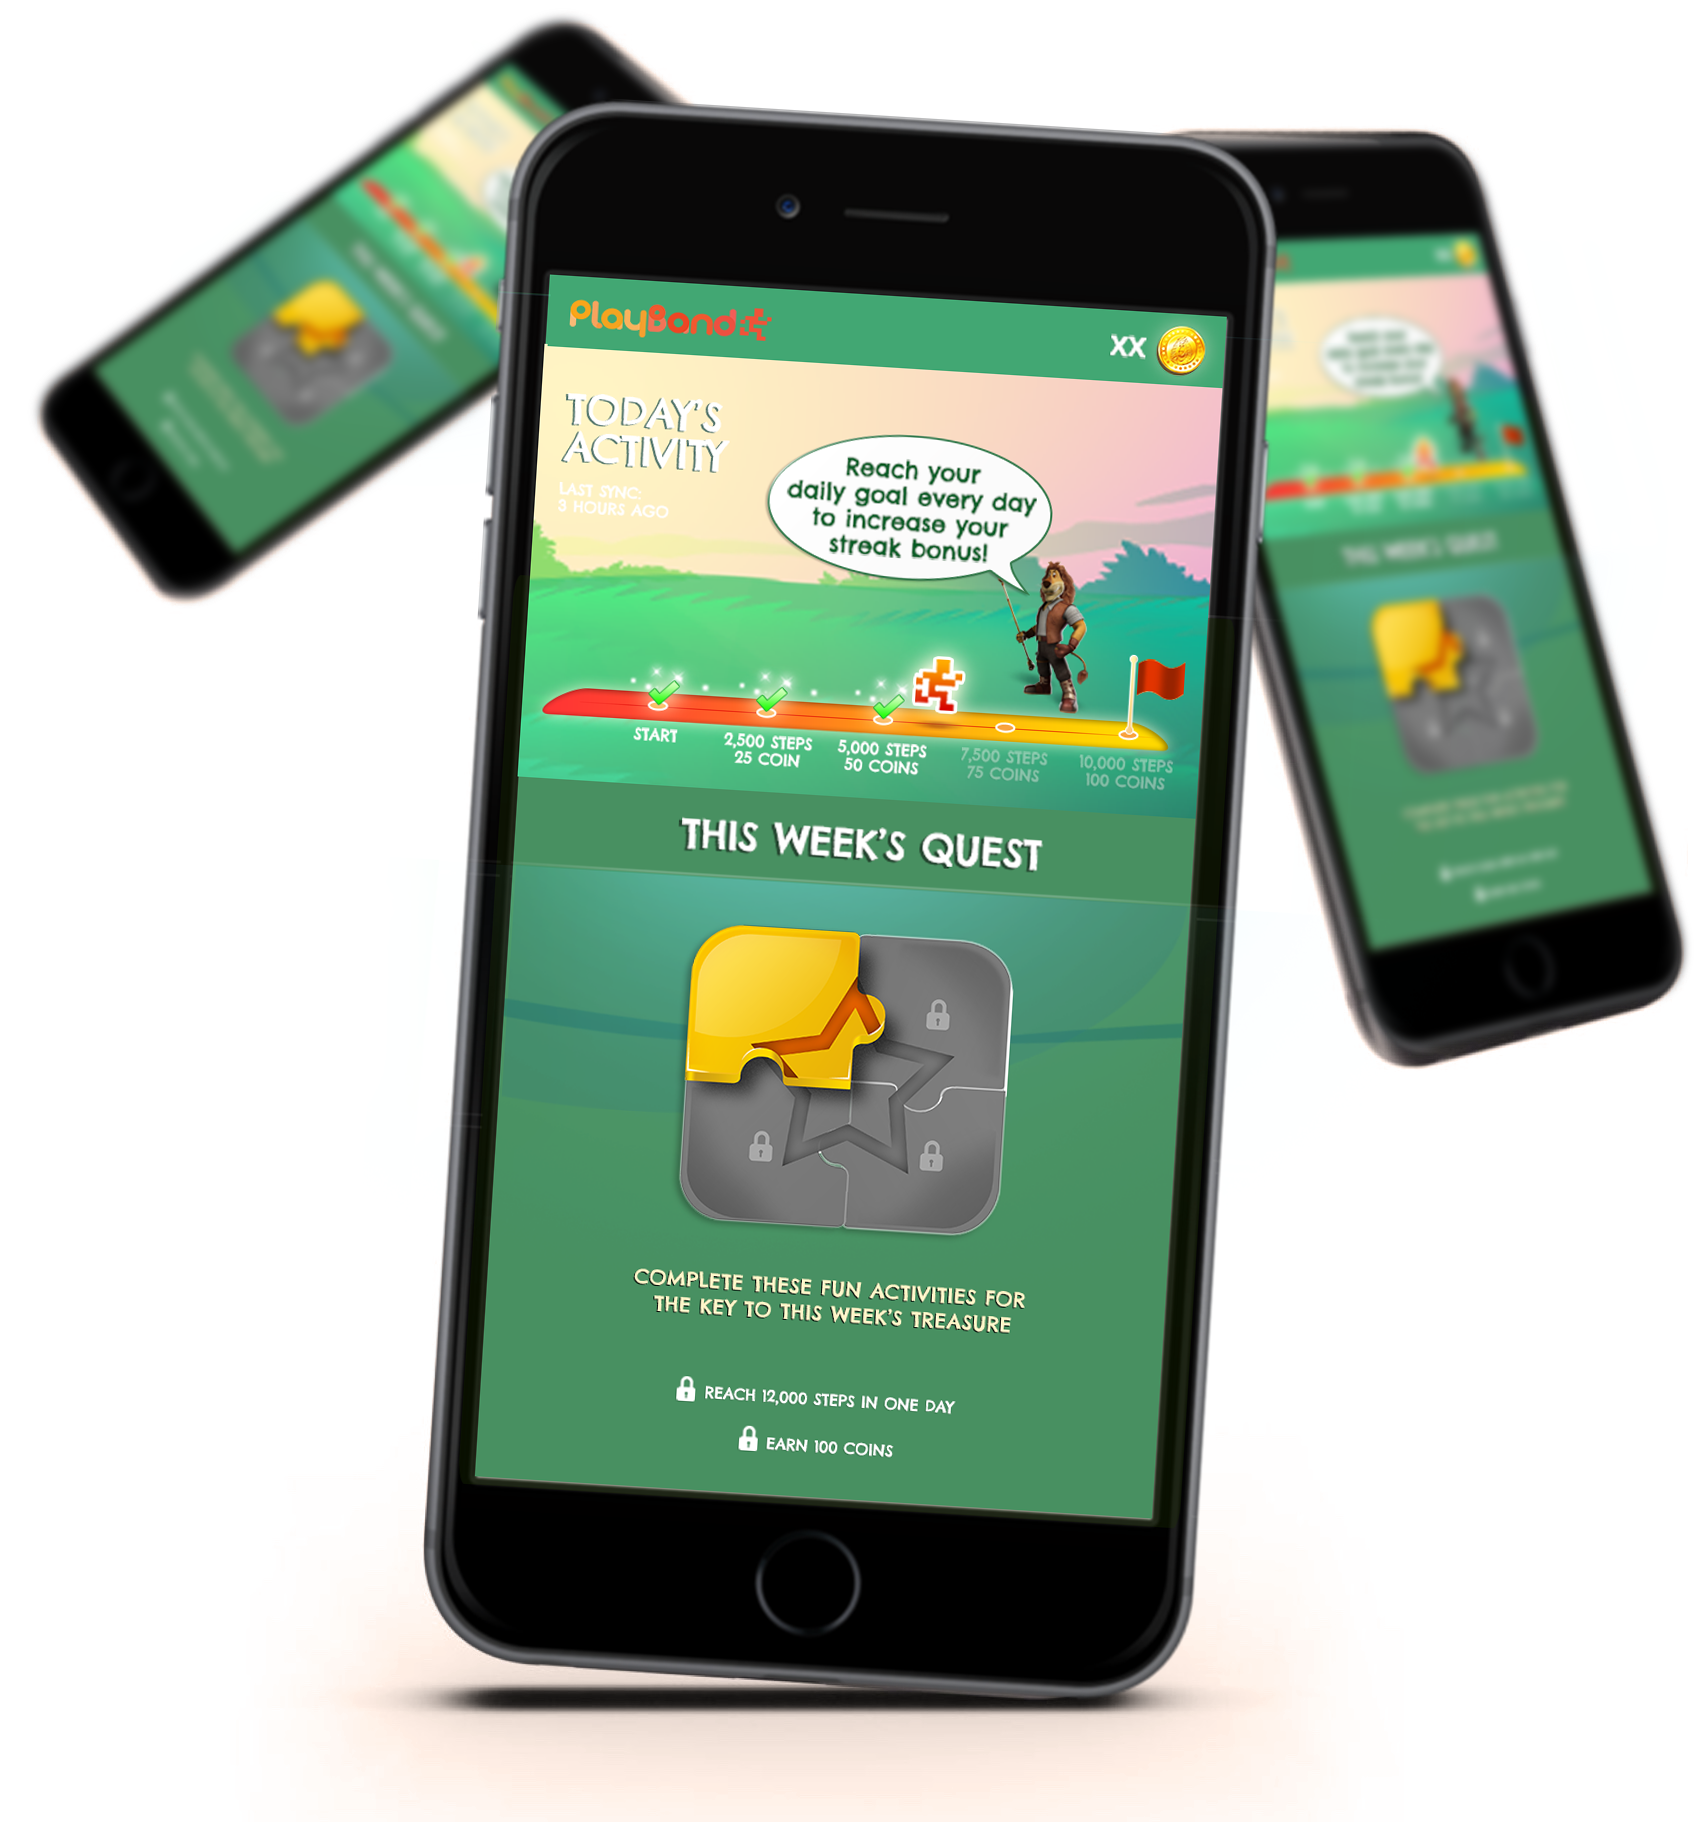 PlayBond
XX
TODAY'S
ACTIVITY
LAST SYNC:
3 HOURS AGO
Reach your
daily goal every day
to increase your
streak bonus!
START
2,500 STEPS
25 COIN
5,000 STEPS
50 COINS
7,500 STEPS
75 COINS
10,000 STEPS
100 COINS
THIS WEEK'S QUEST
COMPLETE THESE FUN ACTIVITIES FOR
THE KEY TO THIS WEEK'S TREASURE
REACH 12,000 STEPS IN ONE DAY
EARN 100 COINS
THIS WEEK'S QUEST